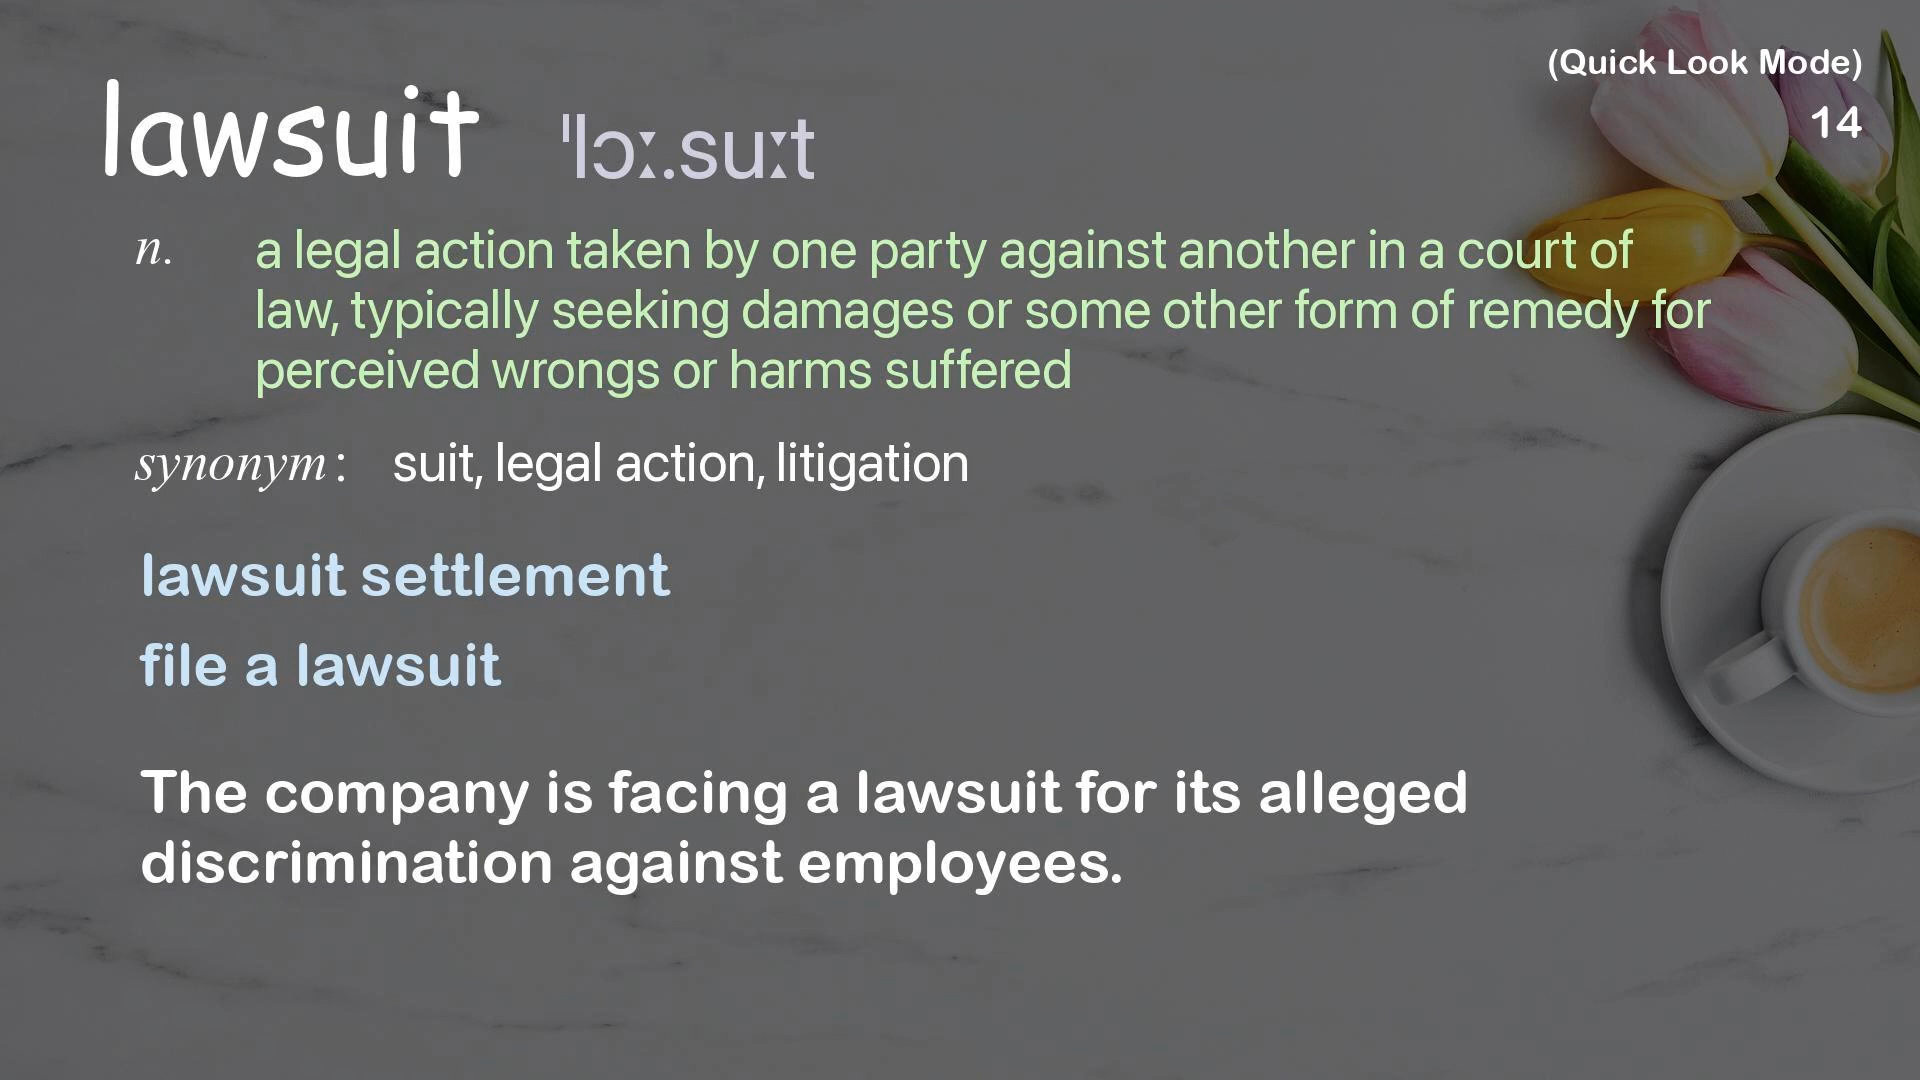 (Quick Look Mode)
14
lawsuit ˈlɔː.suːt
n. a legal action taken by one party against another in a court of
law, typically seeking damages or some other form of remedy for
perceived wrongs or harms suffered
synonym: suit, legal action, litigation
lawsuit settlement
file a lawsuit
The company is facing a lawsuit for its alleged
discrimination against employees.